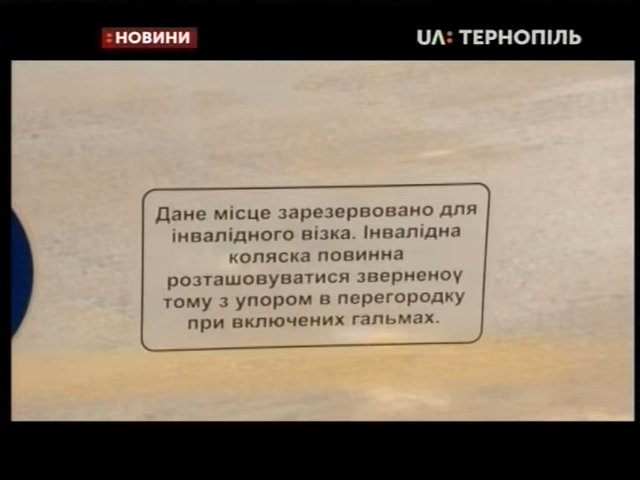 :НОВИНИ
UA: ТЕРНОПІЛЬ
Дане місце зарезервовано для
інвалідного візка. Інвалідна
коляска повинна
розташовуватися зверненоу
тому з упором в перегородку
при включених гальмах.